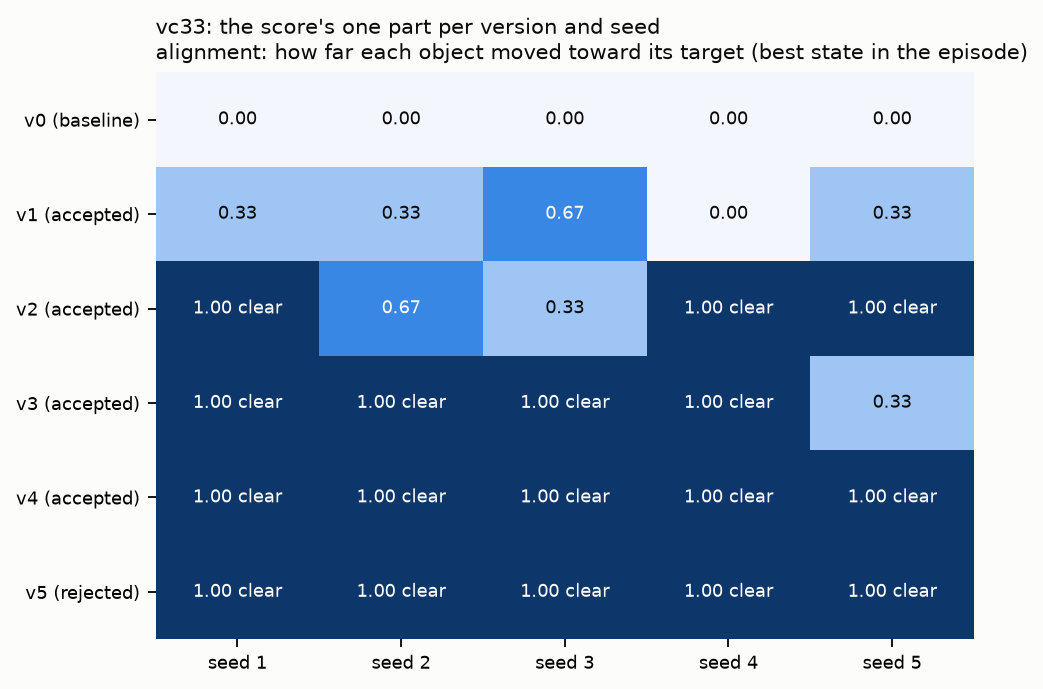 vc33: the score's one part per version and seed
alignment: how far each object moved toward its target (best state in the episode)
v0 (baseline) 0.00 0.00 0.00 0.00 0.00
v1 (accepted) 0.33 0.33 0.67 0.00 0.33
v2 (accepted) 1.00 clear 0.67 0.33 1.00 clear 1.00 clear
v3 (accepted) 1.00 clear 1.00 clear 1.00 clear 1.00 clear 0.33
v4 (accepted) 1.00 clear 1.00 clear 1.00 clear 1.00 clear 1.00 clear
v5 (rejected) 1.00 clear 1.00 clear 1.00 clear 1.00 clear 1.00 clear
seed 1 seed 2 seed 3 seed 4 seed 5